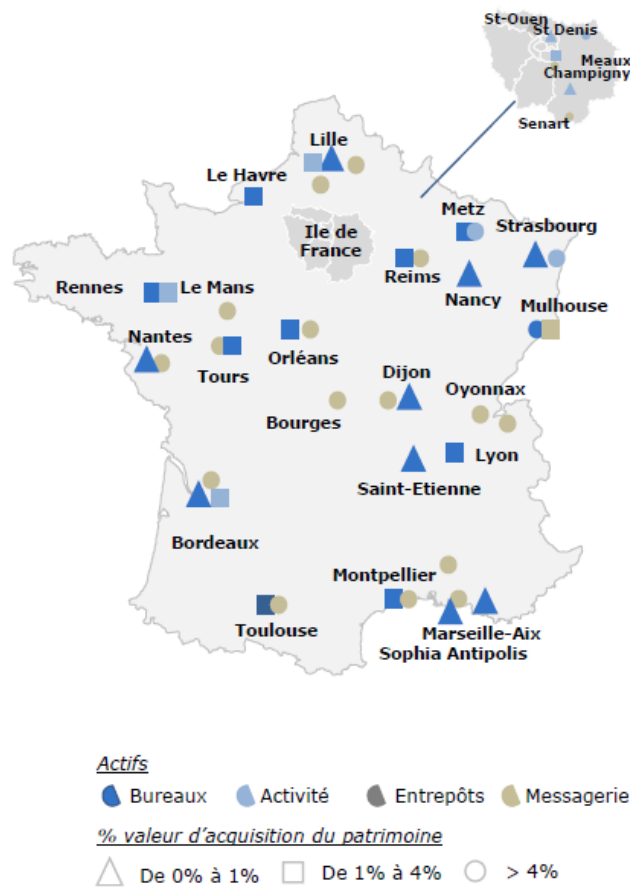 St-Ouen
St Denis
Meaux
Champigny
Senart
Lille
Le Havre
Metz
Strasbourg
Ile de
France
Reims
Nancy
Rennes
Le Mans
Mulhouse
Nantes
Orléans
Tours
Dijon
Oyonnax
Bourges
Lyon
Saint-Etienne
Bordeaux
Montpellier
Toulouse
Marseille-Aix
Sophia Antipolis
Actifs
Bureaux Activité Entrepôts Messagerie
% valeur d'acquisition du patrimoine
De 0% à 1% De 1% à 4% > 4%